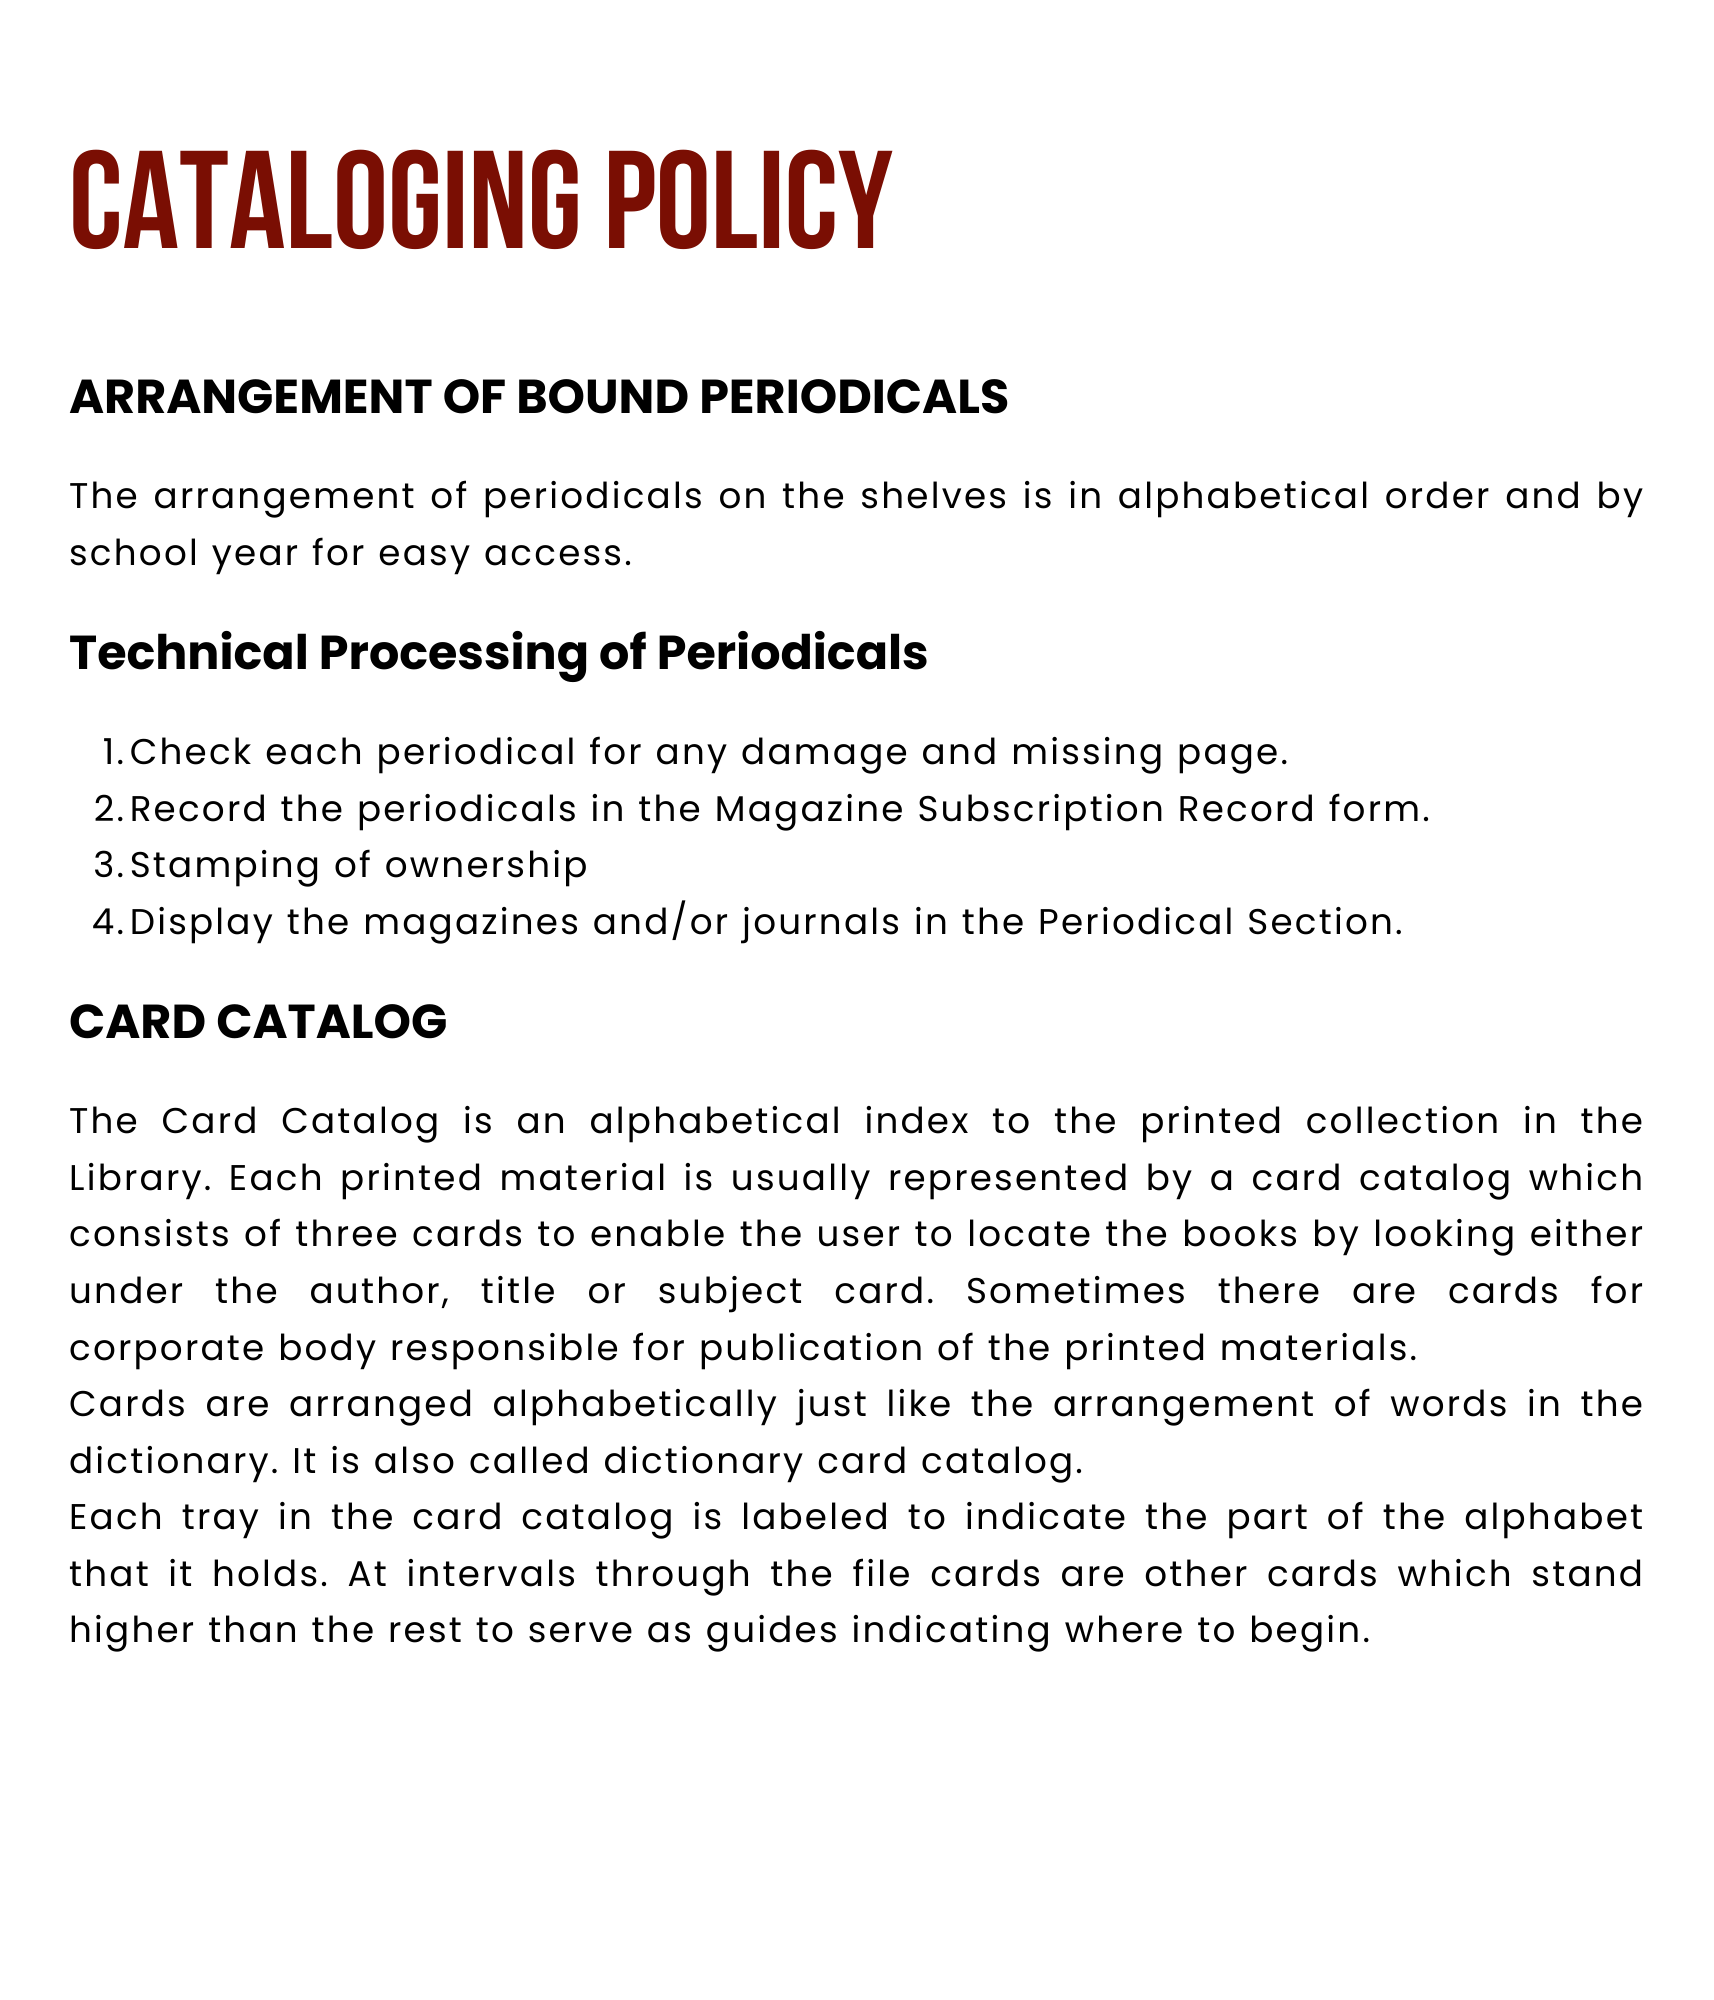 CATALOGING POLICY
ARRANGEMENT OF BOUND PERIODICALS
The arrangement of periodicals on the shelves is in alphabetical order and by
school year for easy access.
Technical Processing of Periodicals
1. Check each periodical for any damage and missing page.
2. Record the periodicals in the Magazine Subscription Record form.
3. Stamping of ownership
4. Display the magazines and/or journals in the Periodical Section.
CARD CATALOG
The Card Catalog is an alphabetical index to the printed collection in the
Library. Each printed material is usually represented by a card catalog which
consists of three cards to enable the user to locate the books by looking either
under the author, title or subject card. Sometimes there are cards for
corporate body responsible for publication of the printed materials.
Cards are arranged alphabetically just like the arrangement of words in the
dictionary. It is also called dictionary card catalog.
Each tray in the card catalog is labeled to indicate the part of the alphabet
that it holds. At intervals through the file cards are other cards which stand
higher than the rest to serve as guides indicating where to begin.